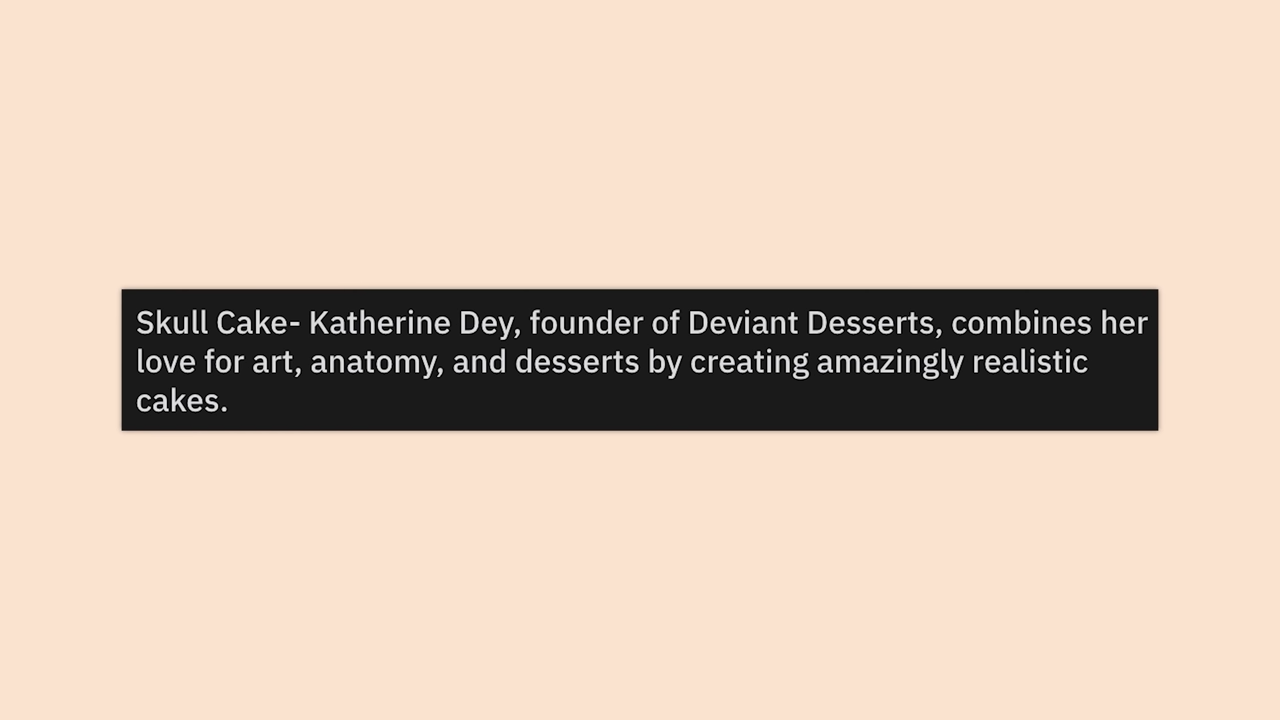 Skull Cake- Katherine Dey, founder of Deviant Desserts, combines her
love for art, anatomy, and desserts by creating amazingly realistic
cakes.